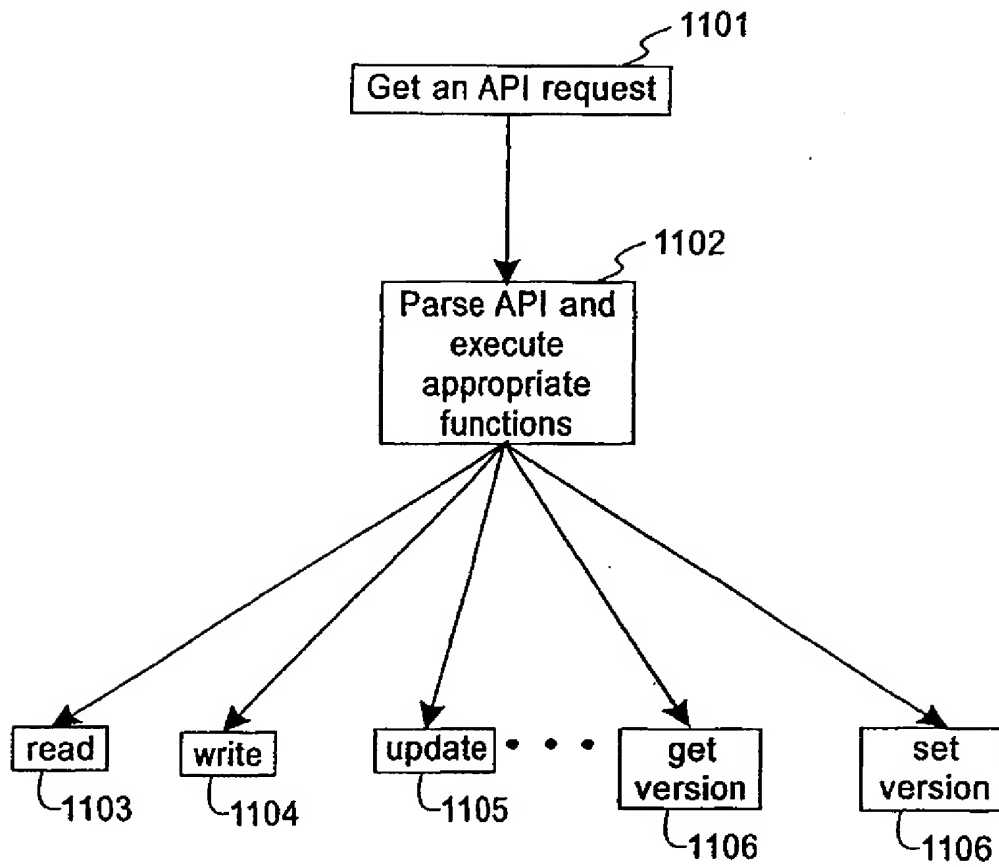 1101
Get an API request
1102
Parse API and
execute
appropriate
functions
read
write
update
• • •
get
version
set
version
1103
1104
1105
1106
1106